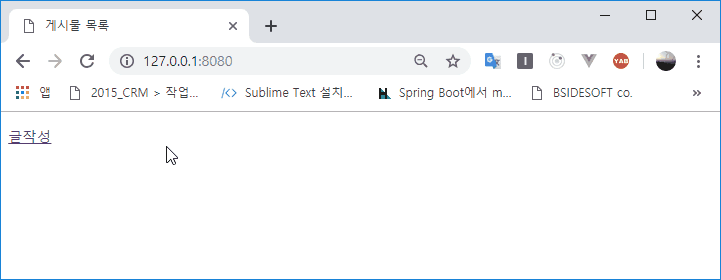 게시물 목록
127.0.0.1:8080
YAB
앱 2015_CRM > 작업... Sublime Text 설치... Spring Boot에서 m... BSIDESOFT co. »
글작성